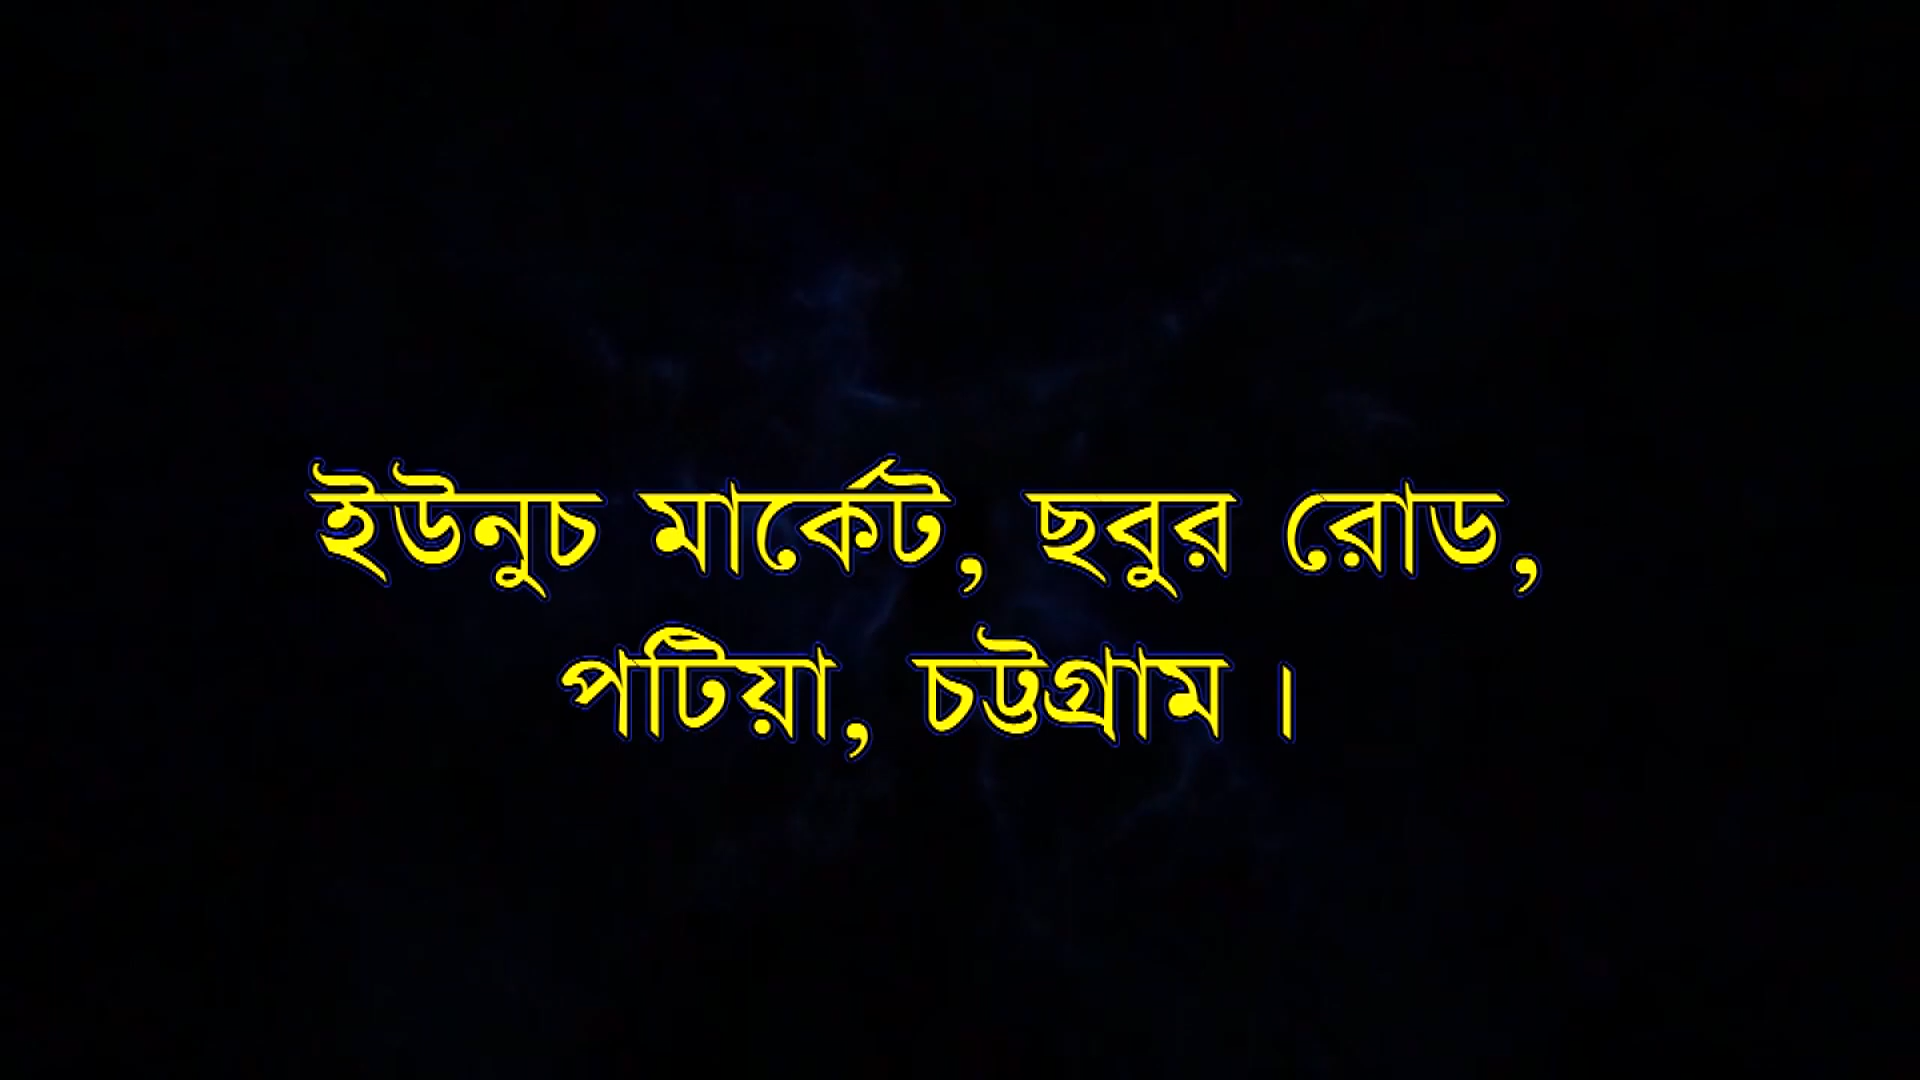 ইউনুচ মার্কেট, ছবুর রোড,
পটিয়া, চট্টগ্রাম ।